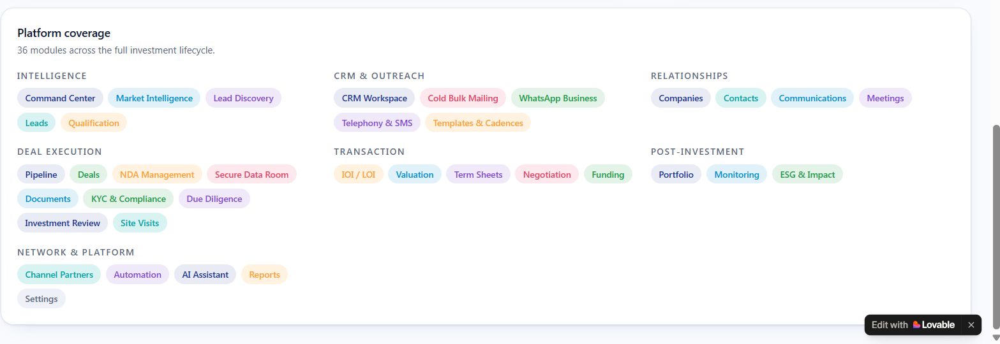 Platform coverage
36 modules across the full investment lifecycle.
INTELLIGENCE
Command Center Market Intelligence Lead Discovery
Leads Qualification
CRM & OUTREACH
CRM Workspace Cold Bulk Mailing WhatsApp Business
Telephony & SMS Templates & Cadences
RELATIONSHIPS
Companies Contacts Communications Meetings
DEAL EXECUTION
Pipeline Deals NDA Management Secure Data Room
Documents KYC & Compliance Due Diligence
Investment Review Site Visits
TRANSACTION
IOI / LOI Valuation Term Sheets Negotiation Funding
POST-INVESTMENT
Portfolio Monitoring ESG & Impact
NETWORK & PLATFORM
Channel Partners Automation AI Assistant Reports
Settings
Edit with Lovable